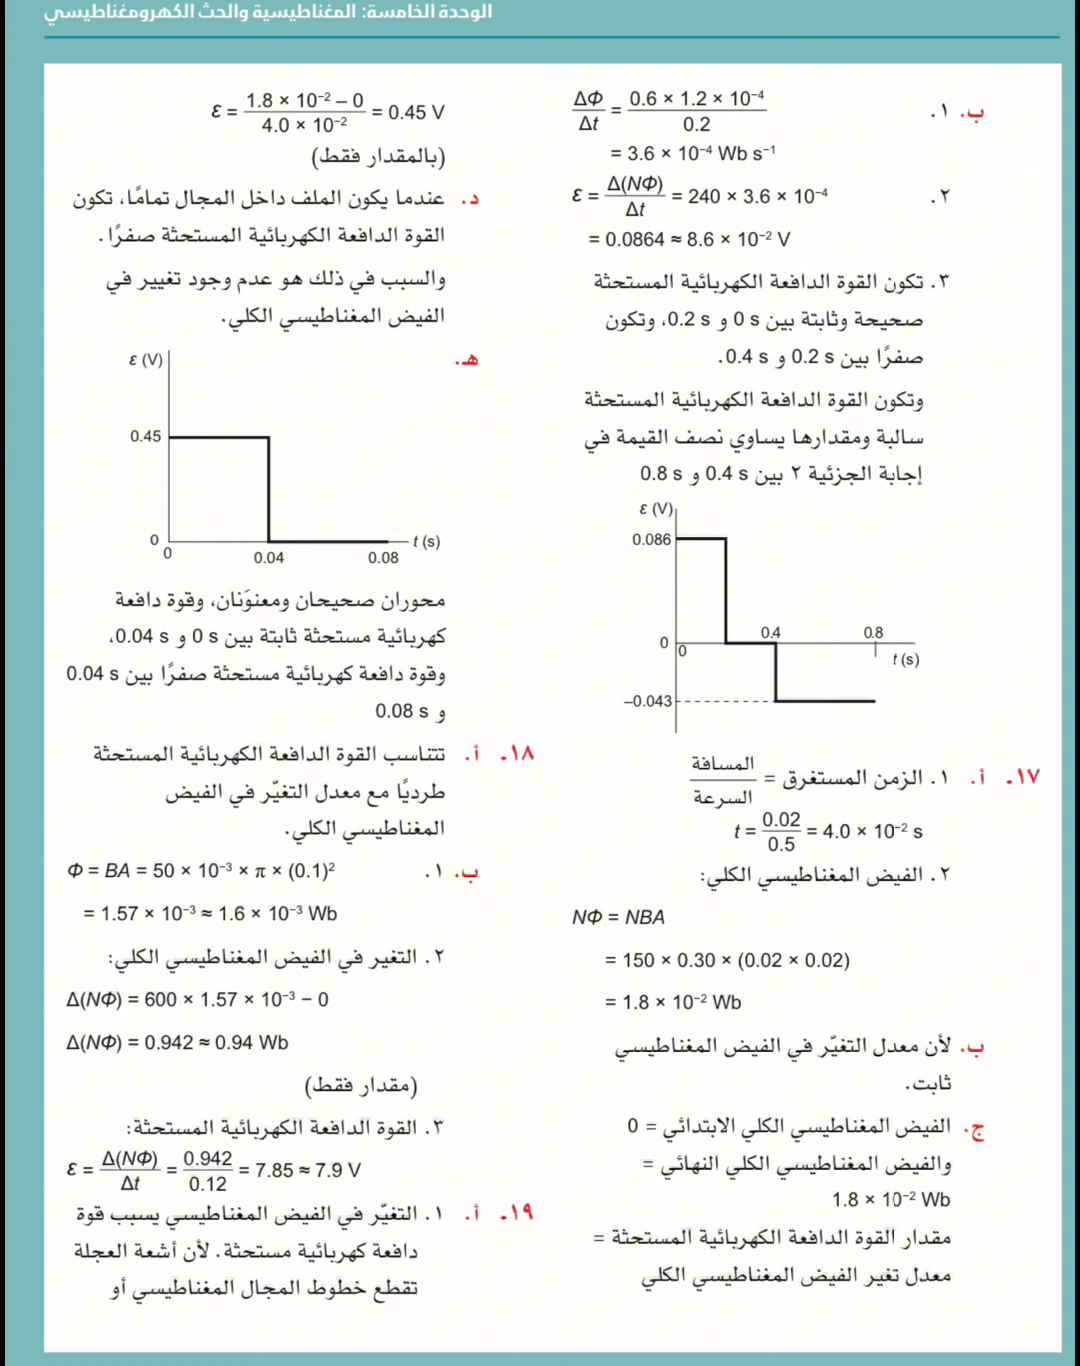 الوحدة الخامسة: المغناطيسية والحث الكهرومغناطيسي
ب. ١. ΔΦ/Δt = (0.6 × 1.2 × 10⁻⁴)/0.2
= 3.6 × 10⁻⁴ Wb s⁻¹
٢. ε = Δ(NΦ)/Δt = 240 × 3.6 × 10⁻⁴
= 0.0864 ≈ 8.6 × 10⁻² V
٣. تكون القوة الدافعة الكهربائية المستحثة
صحيحة وثابتة بين 0 s و 0.2 s، وتكون
صفرًا بين 0.2 s و 0.4 s.
وتكون القوة الدافعة الكهربائية المستحثة
سالبة ومقدارها يساوي نصف القيمة في
إجابة الجزئية ٢ بين 0.4 s و 0.8 s
ε (V)
0.086
0
0
0.4
0.8
t (s)
–0.043
١٧. أ. ١. الزمن المستغرق = المسافة/السرعة
t = 0.02/0.5 = 4.0 × 10⁻² s
٢. الفيض المغناطيسي الكلي:
NΦ = NBA
= 150 × 0.30 × (0.02 × 0.02)
= 1.8 × 10⁻² Wb
ب. لأن معدل التغيّر في الفيض المغناطيسي
ثابت.
ج. الفيض المغناطيسي الكلي الابتدائي = 0
والفيض المغناطيسي الكلي النهائي =
1.8 × 10⁻² Wb
مقدار القوة الدافعة الكهربائية المستحثة =
معدل تغير الفيض المغناطيسي الكلي
ε = (1.8 × 10⁻² – 0)/(4.0 × 10⁻²) = 0.45 V
(بالمقدار فقط)
د. عندما يكون الملف داخل المجال تمامًا، تكون
القوة الدافعة الكهربائية المستحثة صفرًا.
والسبب في ذلك هو عدم وجود تغيير في
الفيض المغناطيسي الكلي.
هـ.
ε (V)
0.45
0
0
0.04
0.08
t (s)
محوران صحيحان ومعنوَنان، وقوة دافعة
كهربائية مستحثة ثابتة بين 0 s و 0.04 s،
وقوة دافعة كهربائية مستحثة صفرًا بين 0.04 s
و 0.08 s
١٨. أ. تتناسب القوة الدافعة الكهربائية المستحثة
طرديًا مع معدل التغيّر في الفيض
المغناطيسي الكلي.
ب. ١. Φ = BA = 50 × 10⁻³ × π × (0.1)²
= 1.57 × 10⁻³ ≈ 1.6 × 10⁻³ Wb
٢. التغير في الفيض المغناطيسي الكلي:
Δ(NΦ) = 600 × 1.57 × 10⁻³ – 0
Δ(NΦ) = 0.942 ≈ 0.94 Wb
(مقدار فقط)
٣. القوة الدافعة الكهربائية المستحثة:
ε = Δ(NΦ)/Δt = 0.942/0.12 = 7.85 ≈ 7.9 V
١٩. أ. ١. التغيّر في الفيض المغناطيسي يسبب قوة
دافعة كهربائية مستحثة. لأن أشعة العجلة
تقطع خطوط المجال المغناطيسي أو